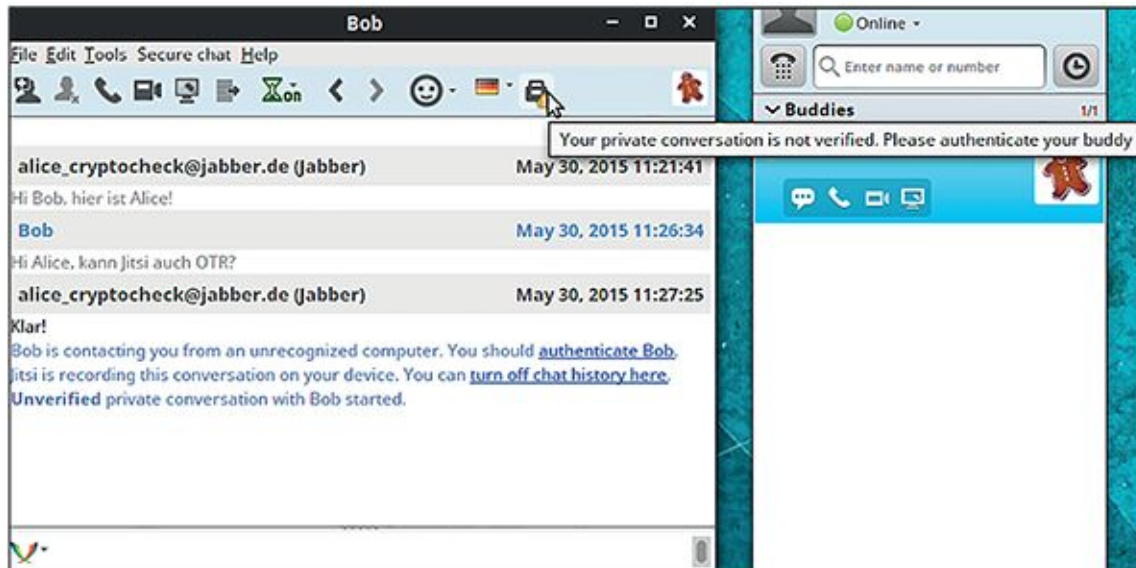 Bob
File Edit Tools Secure chat Help
on
Your private conversation is not verified. Please authenticate your buddy
alice_cryptocheck@jabber.de (Jabber) May 30, 2015 11:21:41
Hi Bob, hier ist Alice!
Bob May 30, 2015 11:26:34
Hi Alice, kann Jitsi auch OTR?
alice_cryptocheck@jabber.de (Jabber) May 30, 2015 11:27:25
Klar!
Bob is contacting you from an unrecognized computer. You should authenticate Bob.
Jitsi is recording this conversation on your device. You can turn off chat history here.
Unverified private conversation with Bob started.
Online
Enter name or number
Buddies 1/1